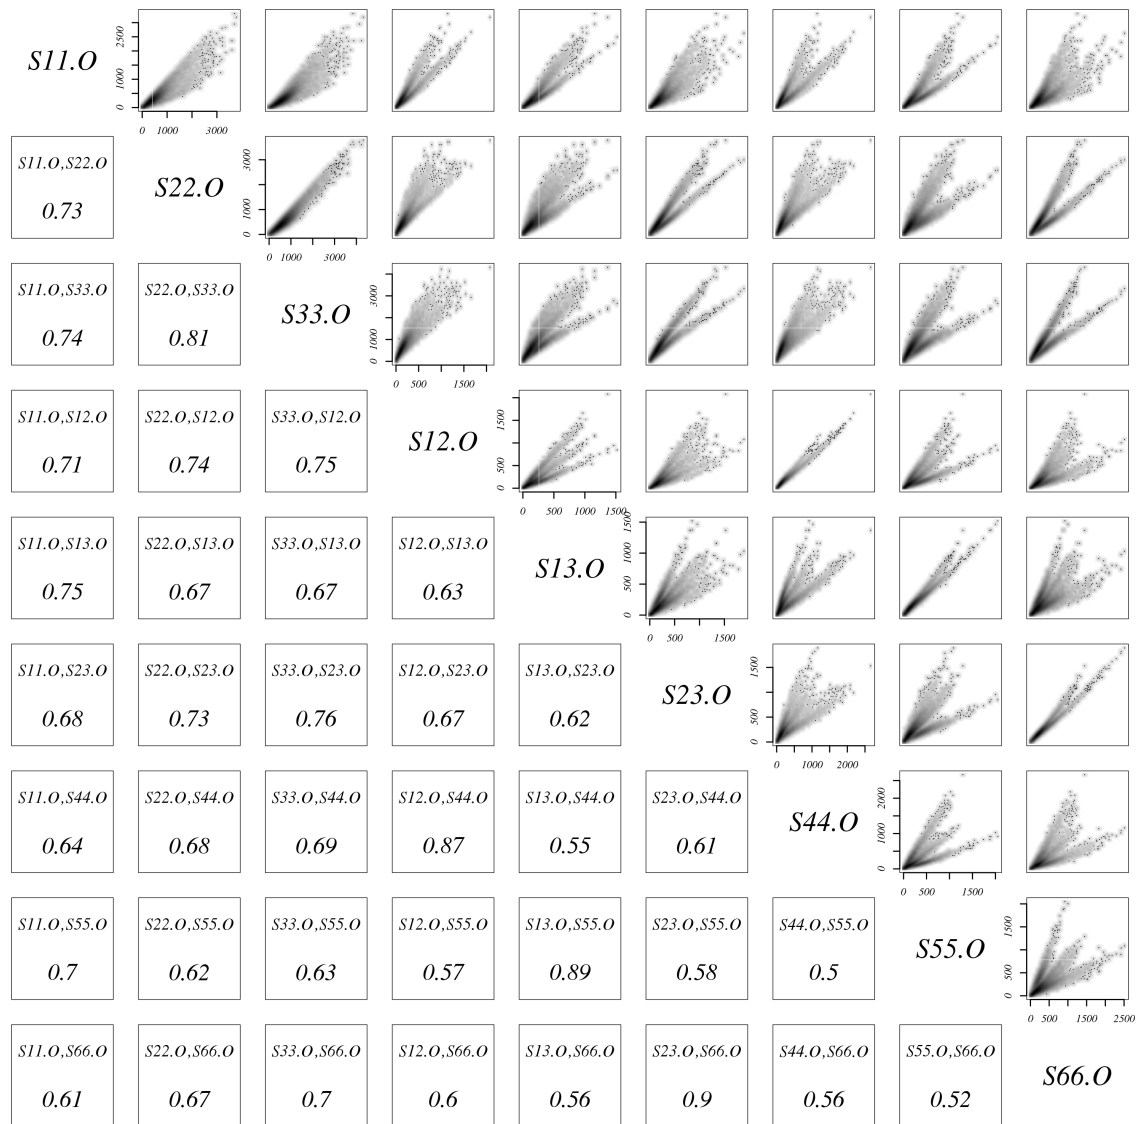 S11.O
0 1000 2500
0 1000 3000
S11.O,S22.O
0.73
S22.O
0 1000 3000
0 1000 3000
S11.O,S33.O
0.74
S22.O,S33.O
0.81
S33.O
0 1000 3000
0 500 1500
S11.O,S12.O
0.71
S22.O,S12.O
0.74
S33.O,S12.O
0.75
S12.O
0 500 1500
0 500 1000 1500
S11.O,S13.O
0.75
S22.O,S13.O
0.67
S33.O,S13.O
0.67
S12.O,S13.O
0.63
S13.O
0 500 1000 1500
0 500 1500
S11.O,S23.O
0.68
S22.O,S23.O
0.73
S33.O,S23.O
0.76
S12.O,S23.O
0.67
S13.O,S23.O
0.62
S23.O
0 500 1500
0 1000 2000
S11.O,S44.O
0.64
S22.O,S44.O
0.68
S33.O,S44.O
0.69
S12.O,S44.O
0.87
S13.O,S44.O
0.55
S23.O,S44.O
0.61
S44.O
0 1000 2000
0 500 1500
S11.O,S55.O
0.7
S22.O,S55.O
0.62
S33.O,S55.O
0.63
S12.O,S55.O
0.57
S13.O,S55.O
0.89
S23.O,S55.O
0.58
S44.O,S55.O
0.5
S55.O
0 500 1500
0 500 1500 2500
S11.O,S66.O
0.61
S22.O,S66.O
0.67
S33.O,S66.O
0.7
S12.O,S66.O
0.6
S13.O,S66.O
0.56
S23.O,S66.O
0.9
S44.O,S66.O
0.56
S55.O,S66.O
0.52
S66.O